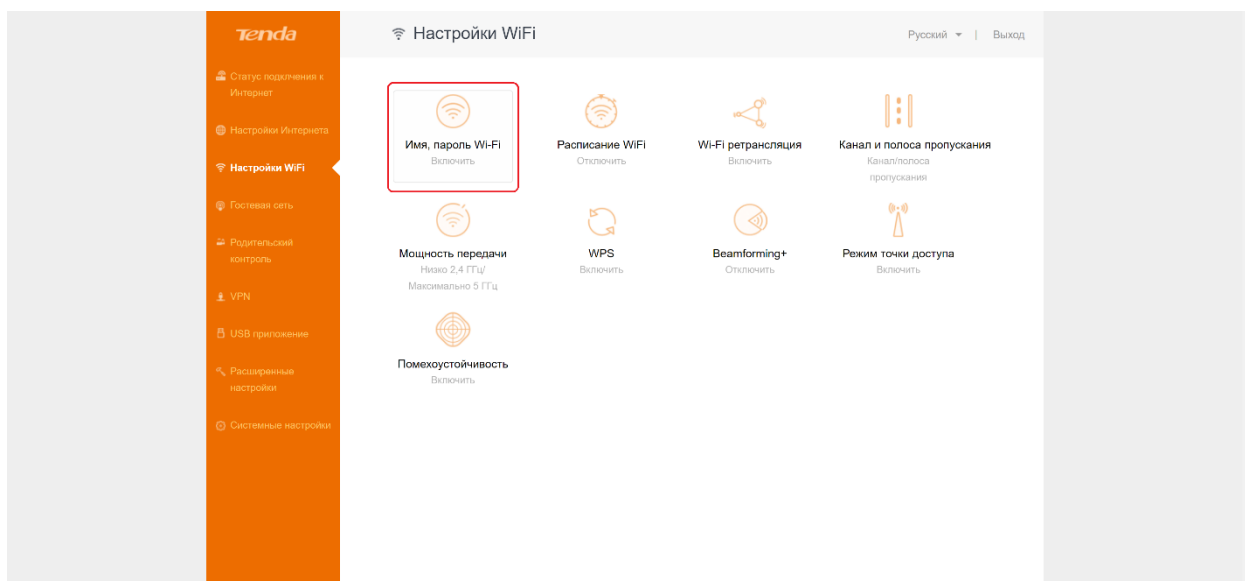 Tenda
Настройки WiFi
Русский | Выход
Статус подключения к
Интернет
Настройки Интернета
Настройки WiFi
Гостевая сеть
Родительский
контроль
VPN
USB приложение
Расширенные
настройки
Системные настройки
Имя, пароль Wi-Fi
Включить
Расписание WiFi
Отключить
Wi-Fi ретрансляция
Включить
Канал и полоса пропускания
Канал/полоса
пропускания
Мощность передачи
Низко 2,4 ГГц/
Максимально 5 ГГц
WPS
Включить
Beamforming+
Отключить
Режим точки доступа
Включить
Помехоустойчивость
Включить